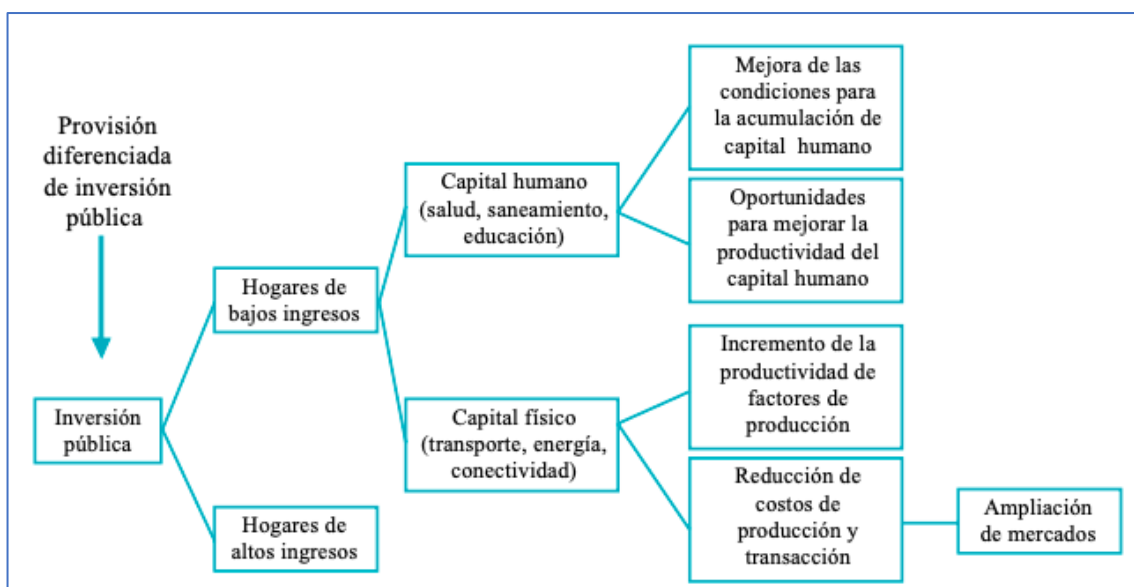 Provisión
diferenciada
de inversión
pública
Inversión
pública
Hogares de
bajos ingresos
Hogares de
altos ingresos
Capital humano
(salud, saneamiento,
educación)
Capital físico
(transporte, energía,
conectividad)
Mejora de las
condiciones para
la acumulación de
capital humano
Oportunidades
para mejorar la
productividad del
capital humano
Incremento de la
productividad de
factores de
producción
Reducción de
costos de
producción y
transacción
Ampliación
de mercados